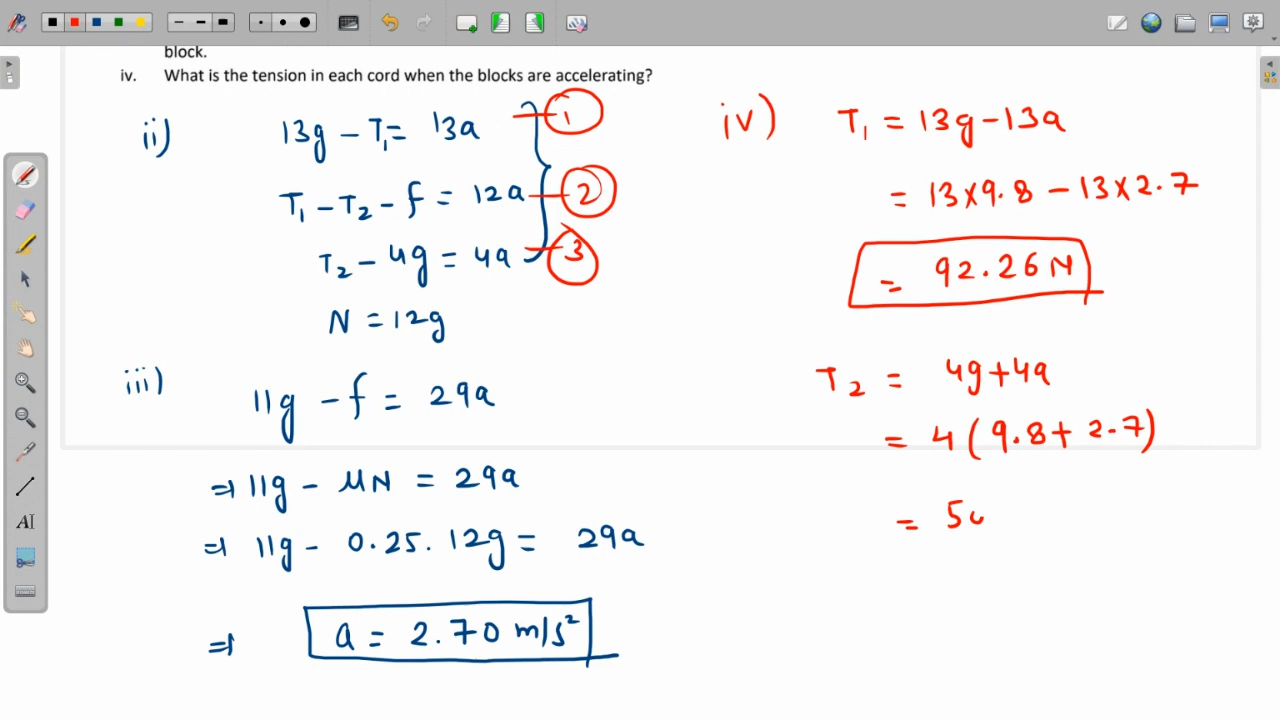 block.
iv. What is the tension in each cord when the blocks are accelerating?
ii) 13g - T₁ = 13a 1
T₁ - T₂ - f = 12a 2
T₂ - 4g = 4a 3
N = 12g
iii) 11g - f = 29a
⇒ 11g - μN = 29a
⇒ 11g - 0.25 . 12g = 29a
⇒ a = 2.70 m/s²
iv) T₁ = 13g - 13a
= 13 × 9.8 - 13 × 2.7
= 92.26 N
T₂ = 4g + 4a
= 4 ( 9.8 + 2.7 )
= 5
AI